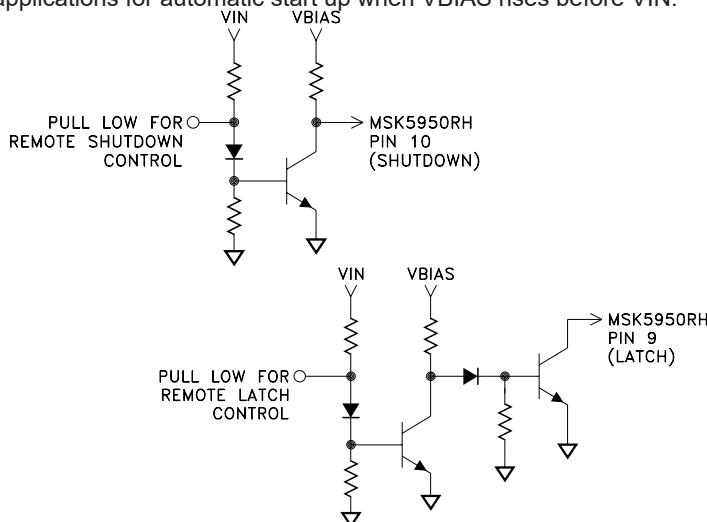 applications for automatic start up when VBIAS rises before VIN.
VIN VBIAS
PULL LOW FOR
REMOTE SHUTDOWN
CONTROL
MSK5950RH
PIN 10
(SHUTDOWN)
VIN VBIAS
PULL LOW FOR
REMOTE LATCH
CONTROL
MSK5950RH
PIN 9
(LATCH)